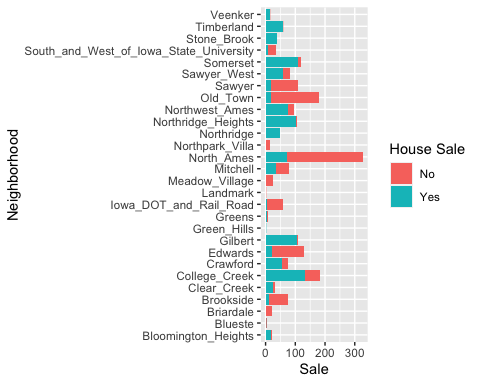 Neighborhood
Veenker
Timberland
Stone_Brook
South_and_West_of_Iowa_State_University
Somerset
Sawyer_West
Sawyer
Old_Town
Northwest_Ames
Northridge_Heights
Northridge
Northpark_Villa
North_Ames
Mitchell
Meadow_Village
Landmark
Iowa_DOT_and_Rail_Road
Greens
Green_Hills
Gilbert
Edwards
Crawford
College_Creek
Clear_Creek
Brookside
Briardale
Blueste
Bloomington_Heights
0 100 200 300
Sale
House Sale
No
Yes